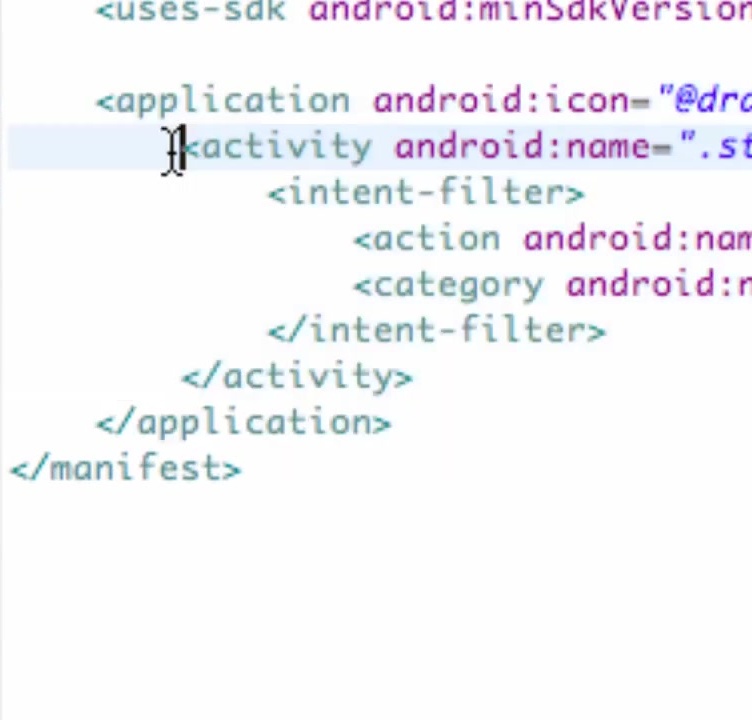 <uses-sdk android:minSdkVersion
<application android:icon="@dra
<activity android:name=".st
<intent-filter>
<action android:nam
<category android:n
</intent-filter>
</activity>
</application>
</manifest>